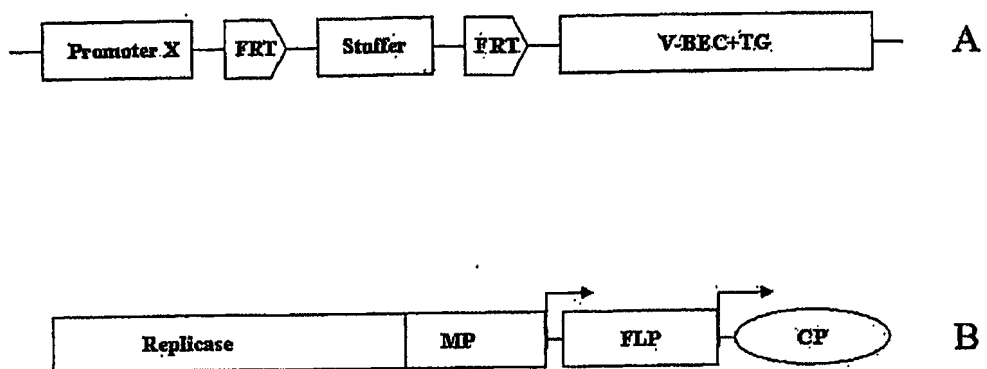 Promoter X FRT Stuffer FRT V-BEC+TG A
Replicase MP FLP CP B